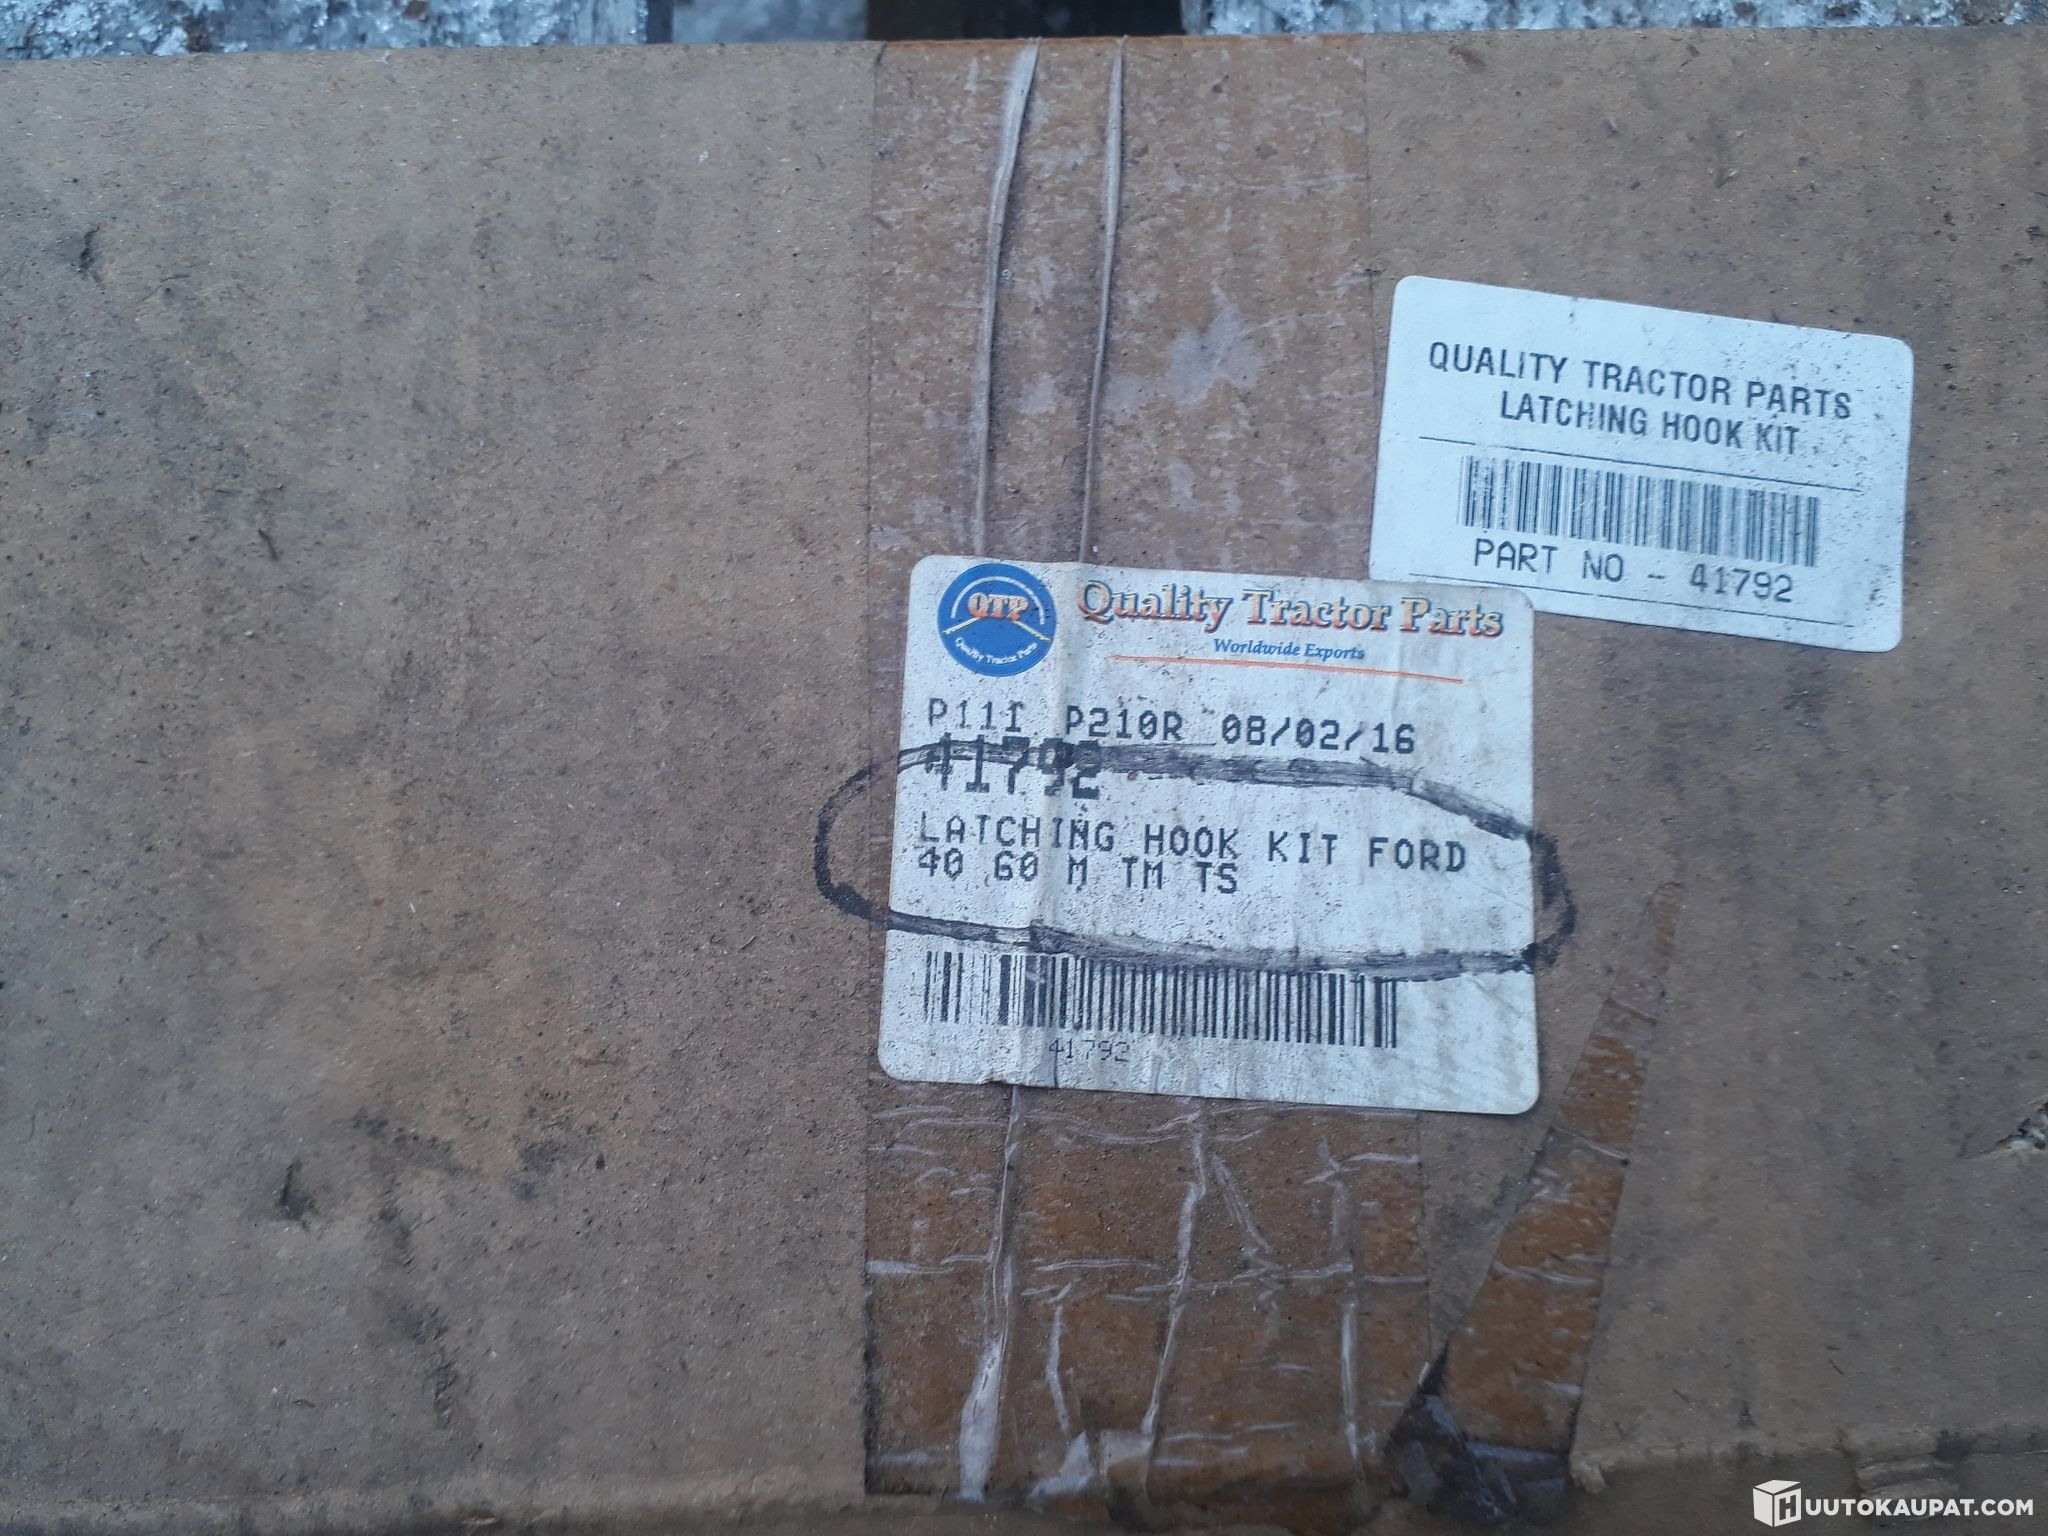 QUALITY TRACTOR PARTS
LATCHING HOOK KIT
PART NO - 41792
QTP
Quality Tractor Parts
Quality Tractor Parts
Worldwide Exports
P11I P210R 08/02/16
41792
LATCHING HOOK KIT FORD
40 60 M TM TS
41792
HUUTOKAUPAT.COM